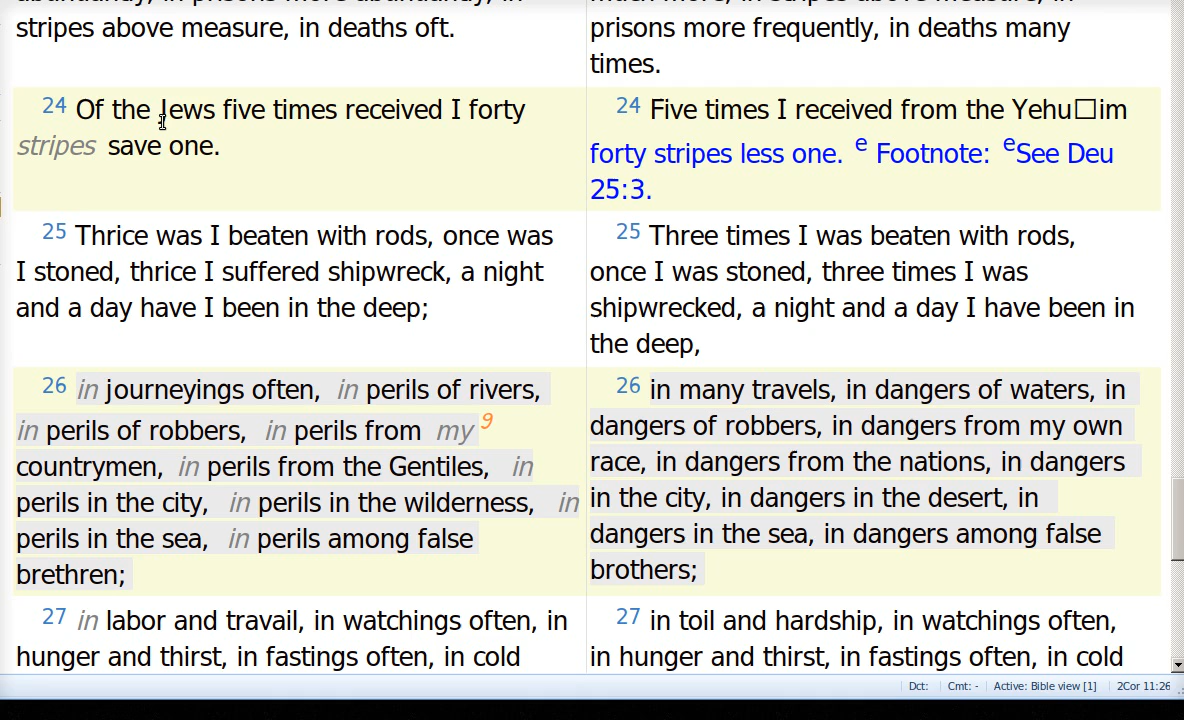 stripes above measure, in deaths oft.
24 Of the Jews five times received I forty
stripes save one.
25 Thrice was I beaten with rods, once was
I stoned, thrice I suffered shipwreck, a night
and a day have I been in the deep;
26 in journeyings often, in perils of rivers,
in perils of robbers, in perils from my 9
countrymen, in perils from the Gentiles, in
perils in the city, in perils in the wilderness, in
perils in the sea, in perils among false
brethren;
27 in labor and travail, in watchings often, in
hunger and thirst, in fastings often, in cold
prisons more frequently, in deaths many
times.
24 Five times I received from the Yehu□im
forty stripes less one. e Footnote: eSee Deu
25:3.
25 Three times I was beaten with rods,
once I was stoned, three times I was
shipwrecked, a night and a day I have been in
the deep,
26 in many travels, in dangers of waters, in
dangers of robbers, in dangers from my own
race, in dangers from the nations, in dangers
in the city, in dangers in the desert, in
dangers in the sea, in dangers among false
brothers;
27 in toil and hardship, in watchings often,
in hunger and thirst, in fastings often, in cold
Dct: Cmt: - Active: Bible view [1] 2Cor 11:26